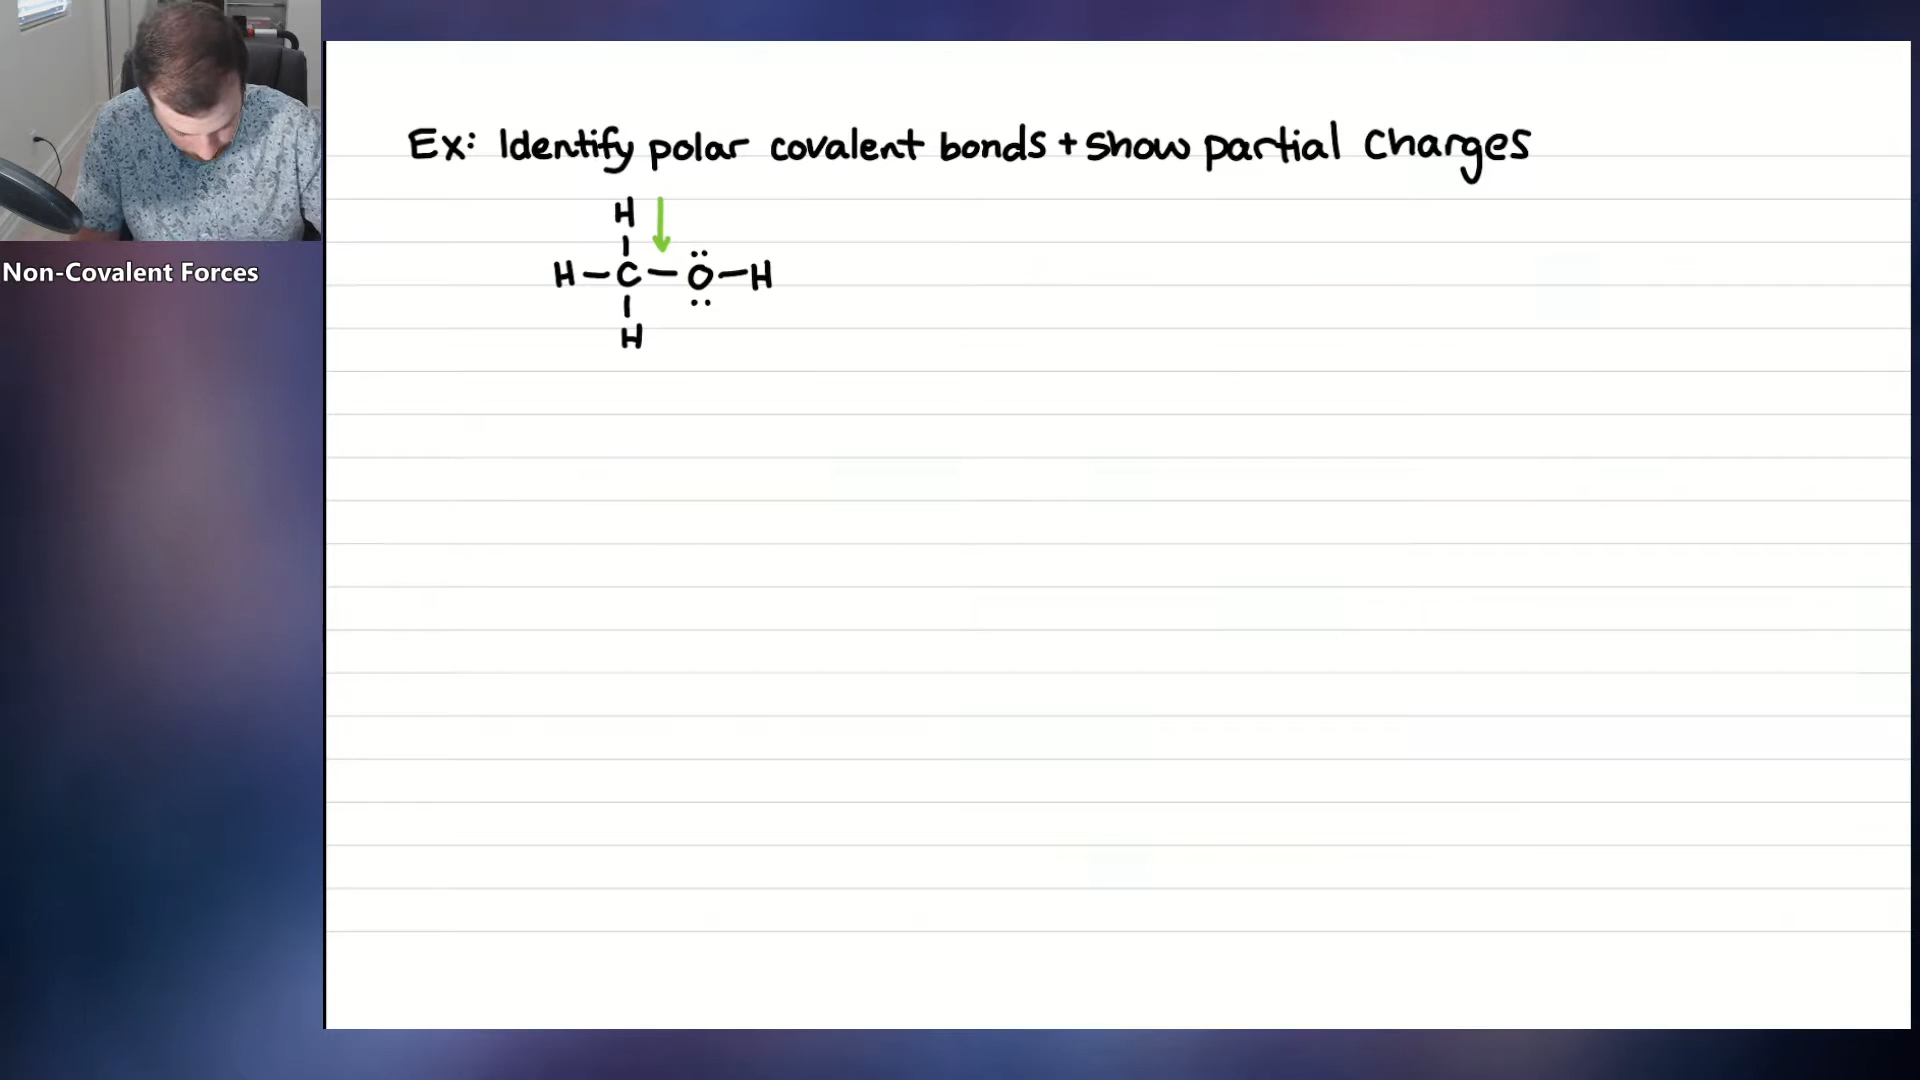 Ex: Identify polar covalent bonds + show partial charges
H
H-C-Ö-H
H
Non-Covalent Forces